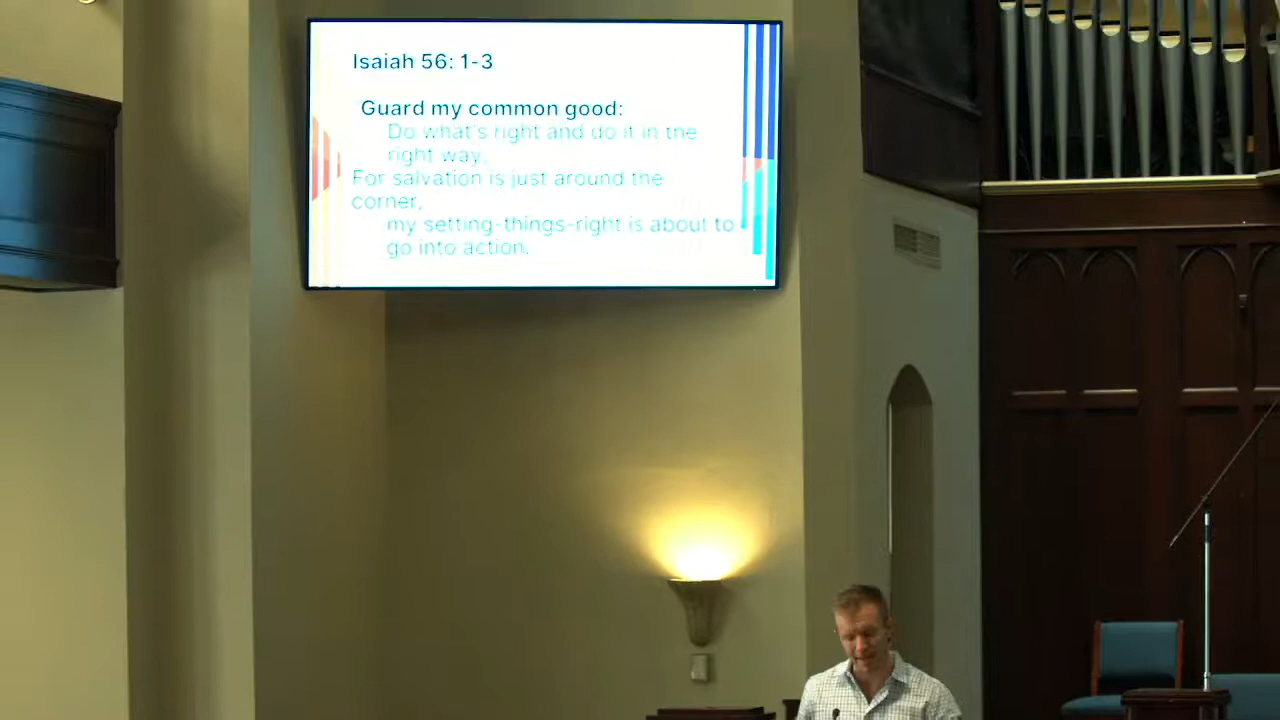 Isaiah 56: 1-3
Guard my common good:
Do what's right and do it in the
right way,
For salvation is just around the
corner,
my setting-things-right is about to
go into action.